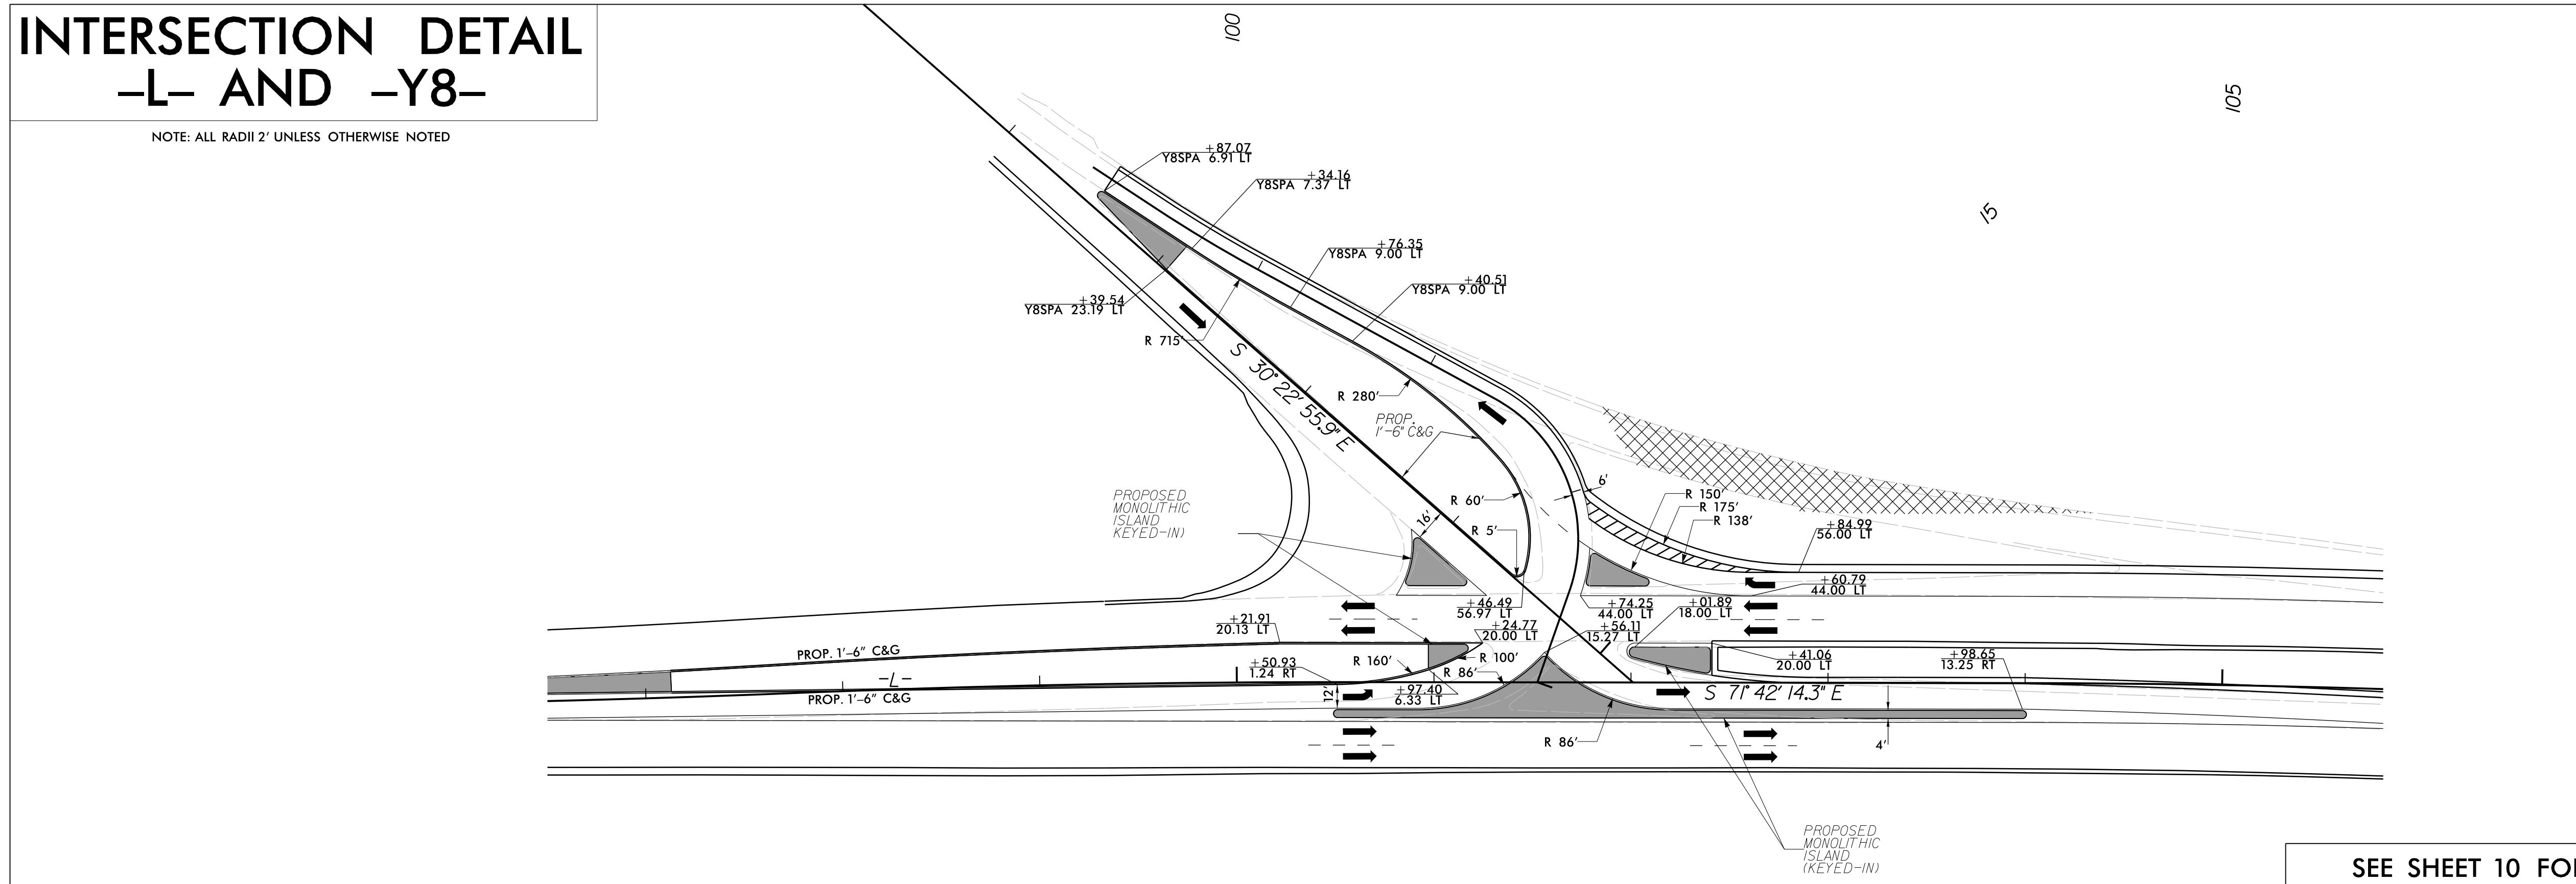 INTERSECTION DETAIL
–L– AND –Y8–
NOTE: ALL RADII 2' UNLESS OTHERWISE NOTED
100
105
15
+87.07
Y8SPA 6.91 LT
+34.16
Y8SPA 7.37 LT
+76.35
Y8SPA 9.00 LT
+40.51
Y8SPA 9.00 LT
+39.54
Y8SPA 23.19 LT
R 715'
S 30° 22' 55.9" E
R 280'
PROP.
1'-6" C&G
PROPOSED
MONOLITHIC
ISLAND
KEYED-IN)
16'
R 60'
R 5'
6'
R 150'
R 175'
R 138'
+84.99
56.00 LT
+60.79
44.00 LT
+46.49
56.97 LT
+74.25
44.00 LT
+01.89
18.00 LT
+21.91
20.13 LT
+24.77
20.00 LT
+56.11
15.27 LT
PROP. 1'–6" C&G
+50.93
1.24 RT
R 160'
R 100'
R 86'
+41.06
20.00 LT
+98.65
13.25 RT
-L-
PROP. 1'–6" C&G
12'
+97.40
6.33 LT
S 71° 42' 14.3" E
R 86'
4'
PROPOSED
MONOLITHIC
ISLAND
(KEYED-IN)
SEE SHEET 10 FO